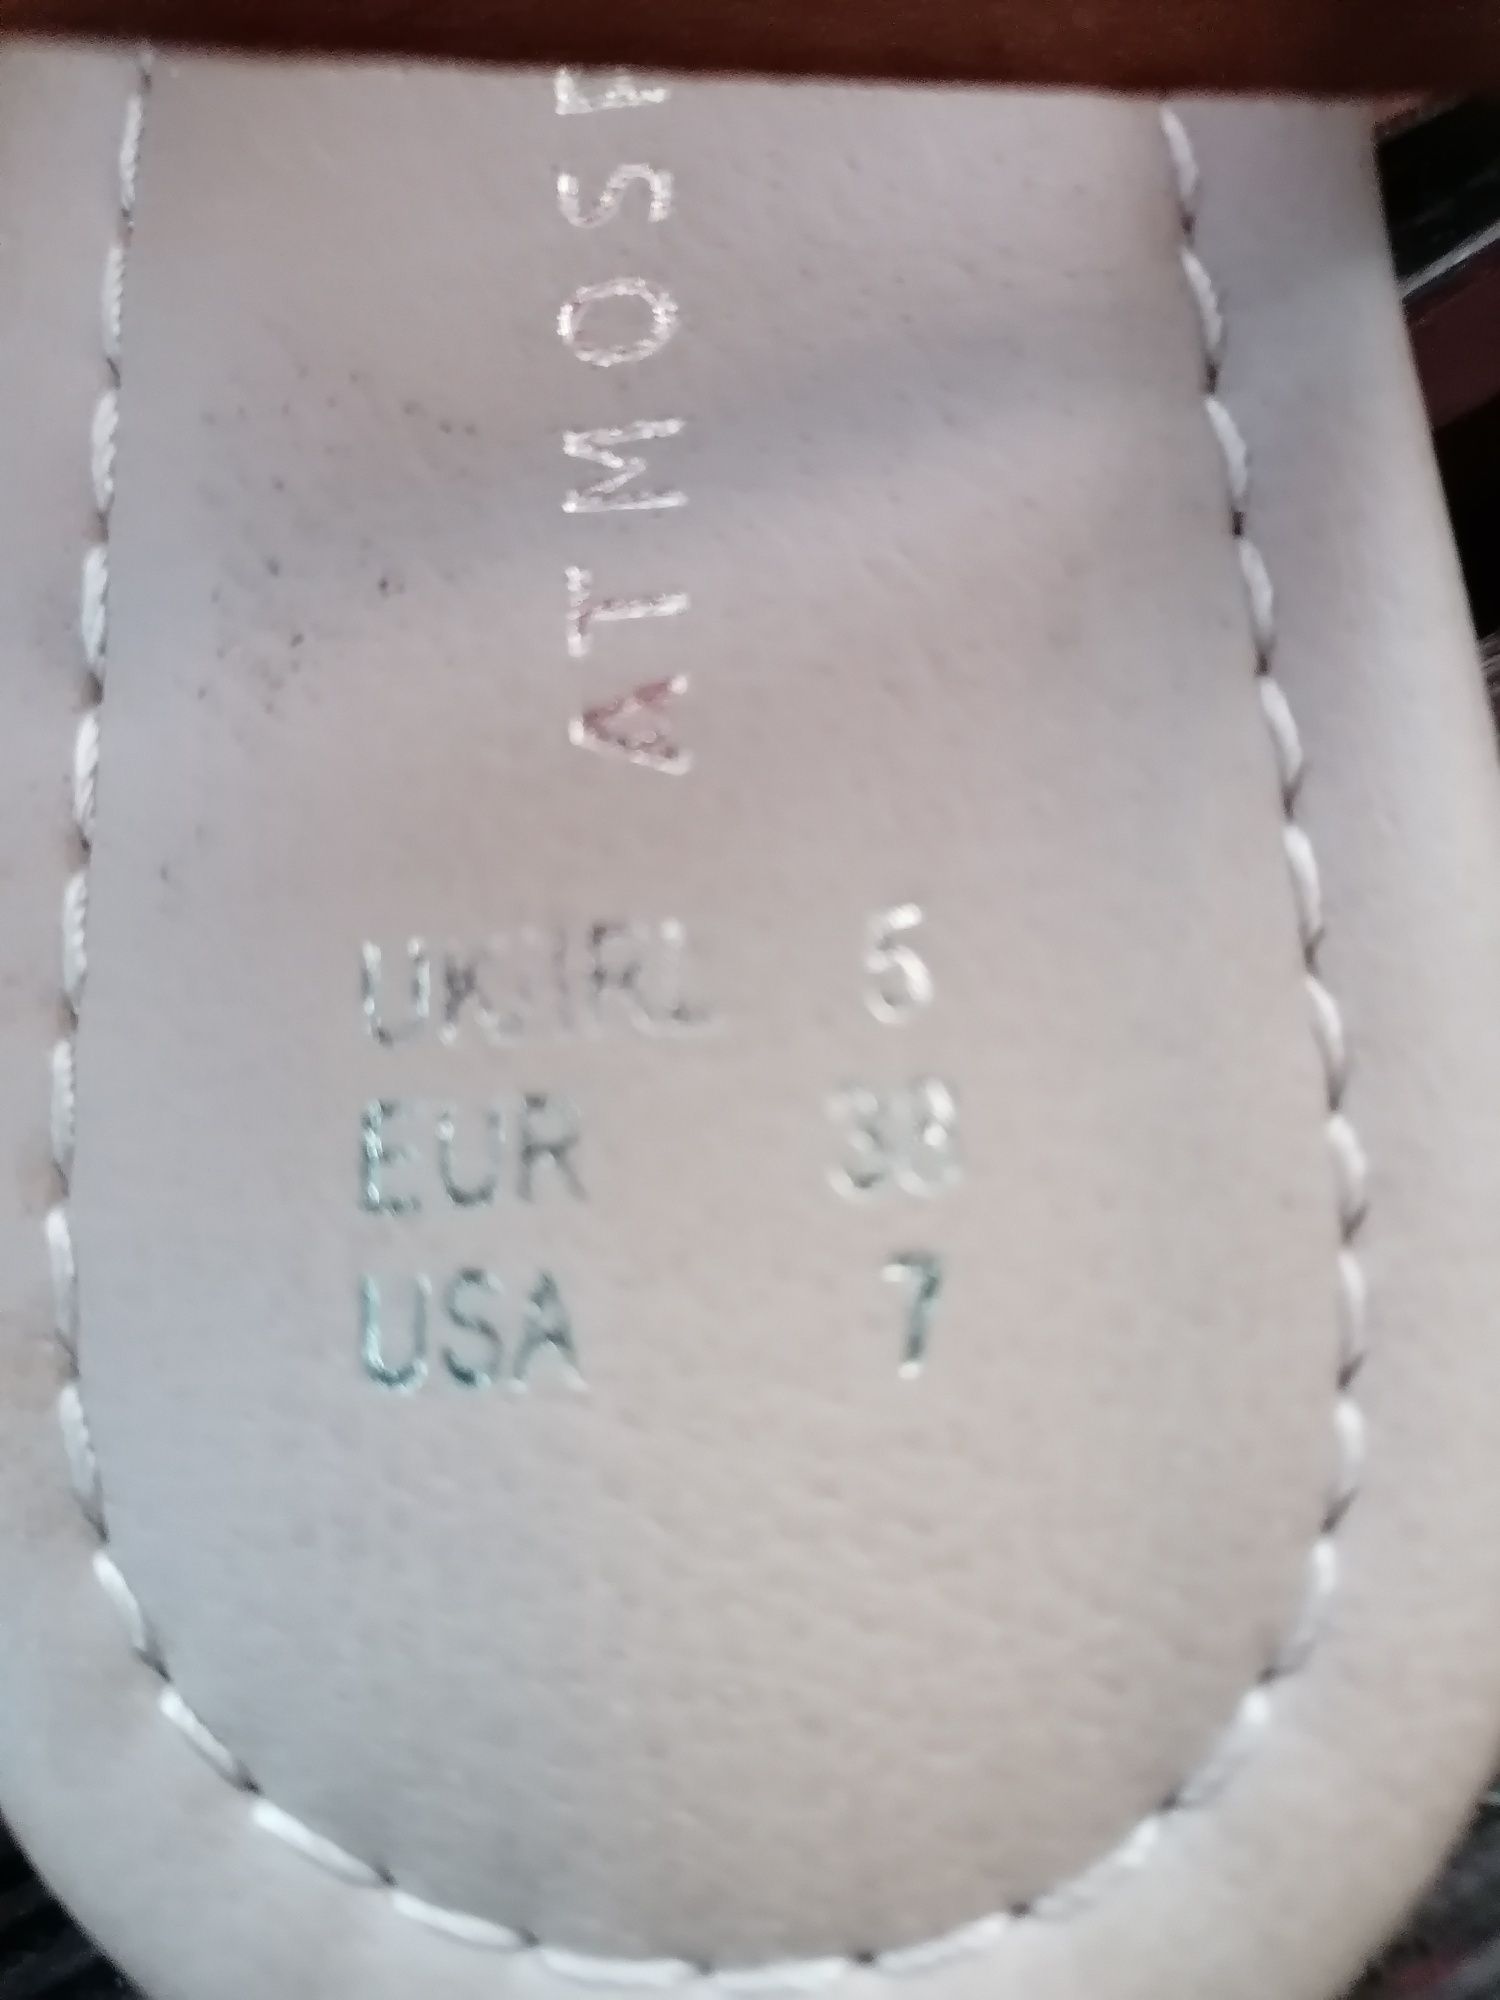 ATMOS
UK/IRL 5
EUR 38
USA 7